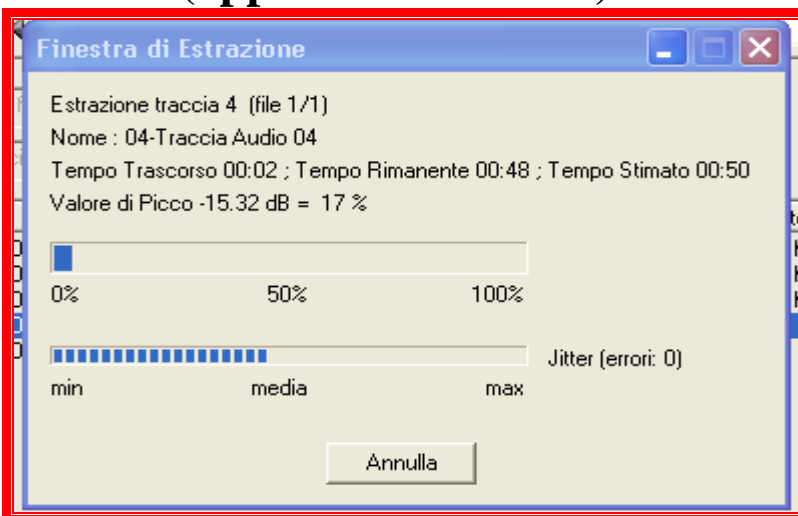 Finestra di Estrazione
Estrazione traccia 4 (file 1/1)
Nome : 04-Traccia Audio 04
Tempo Trascorso 00:02 ; Tempo Rimanente 00:48 ; Tempo Stimato 00:50
Valore di Picco -15.32 dB = 17 %
0% 50% 100%
Jitter (errori: 0)
min media max
Annulla